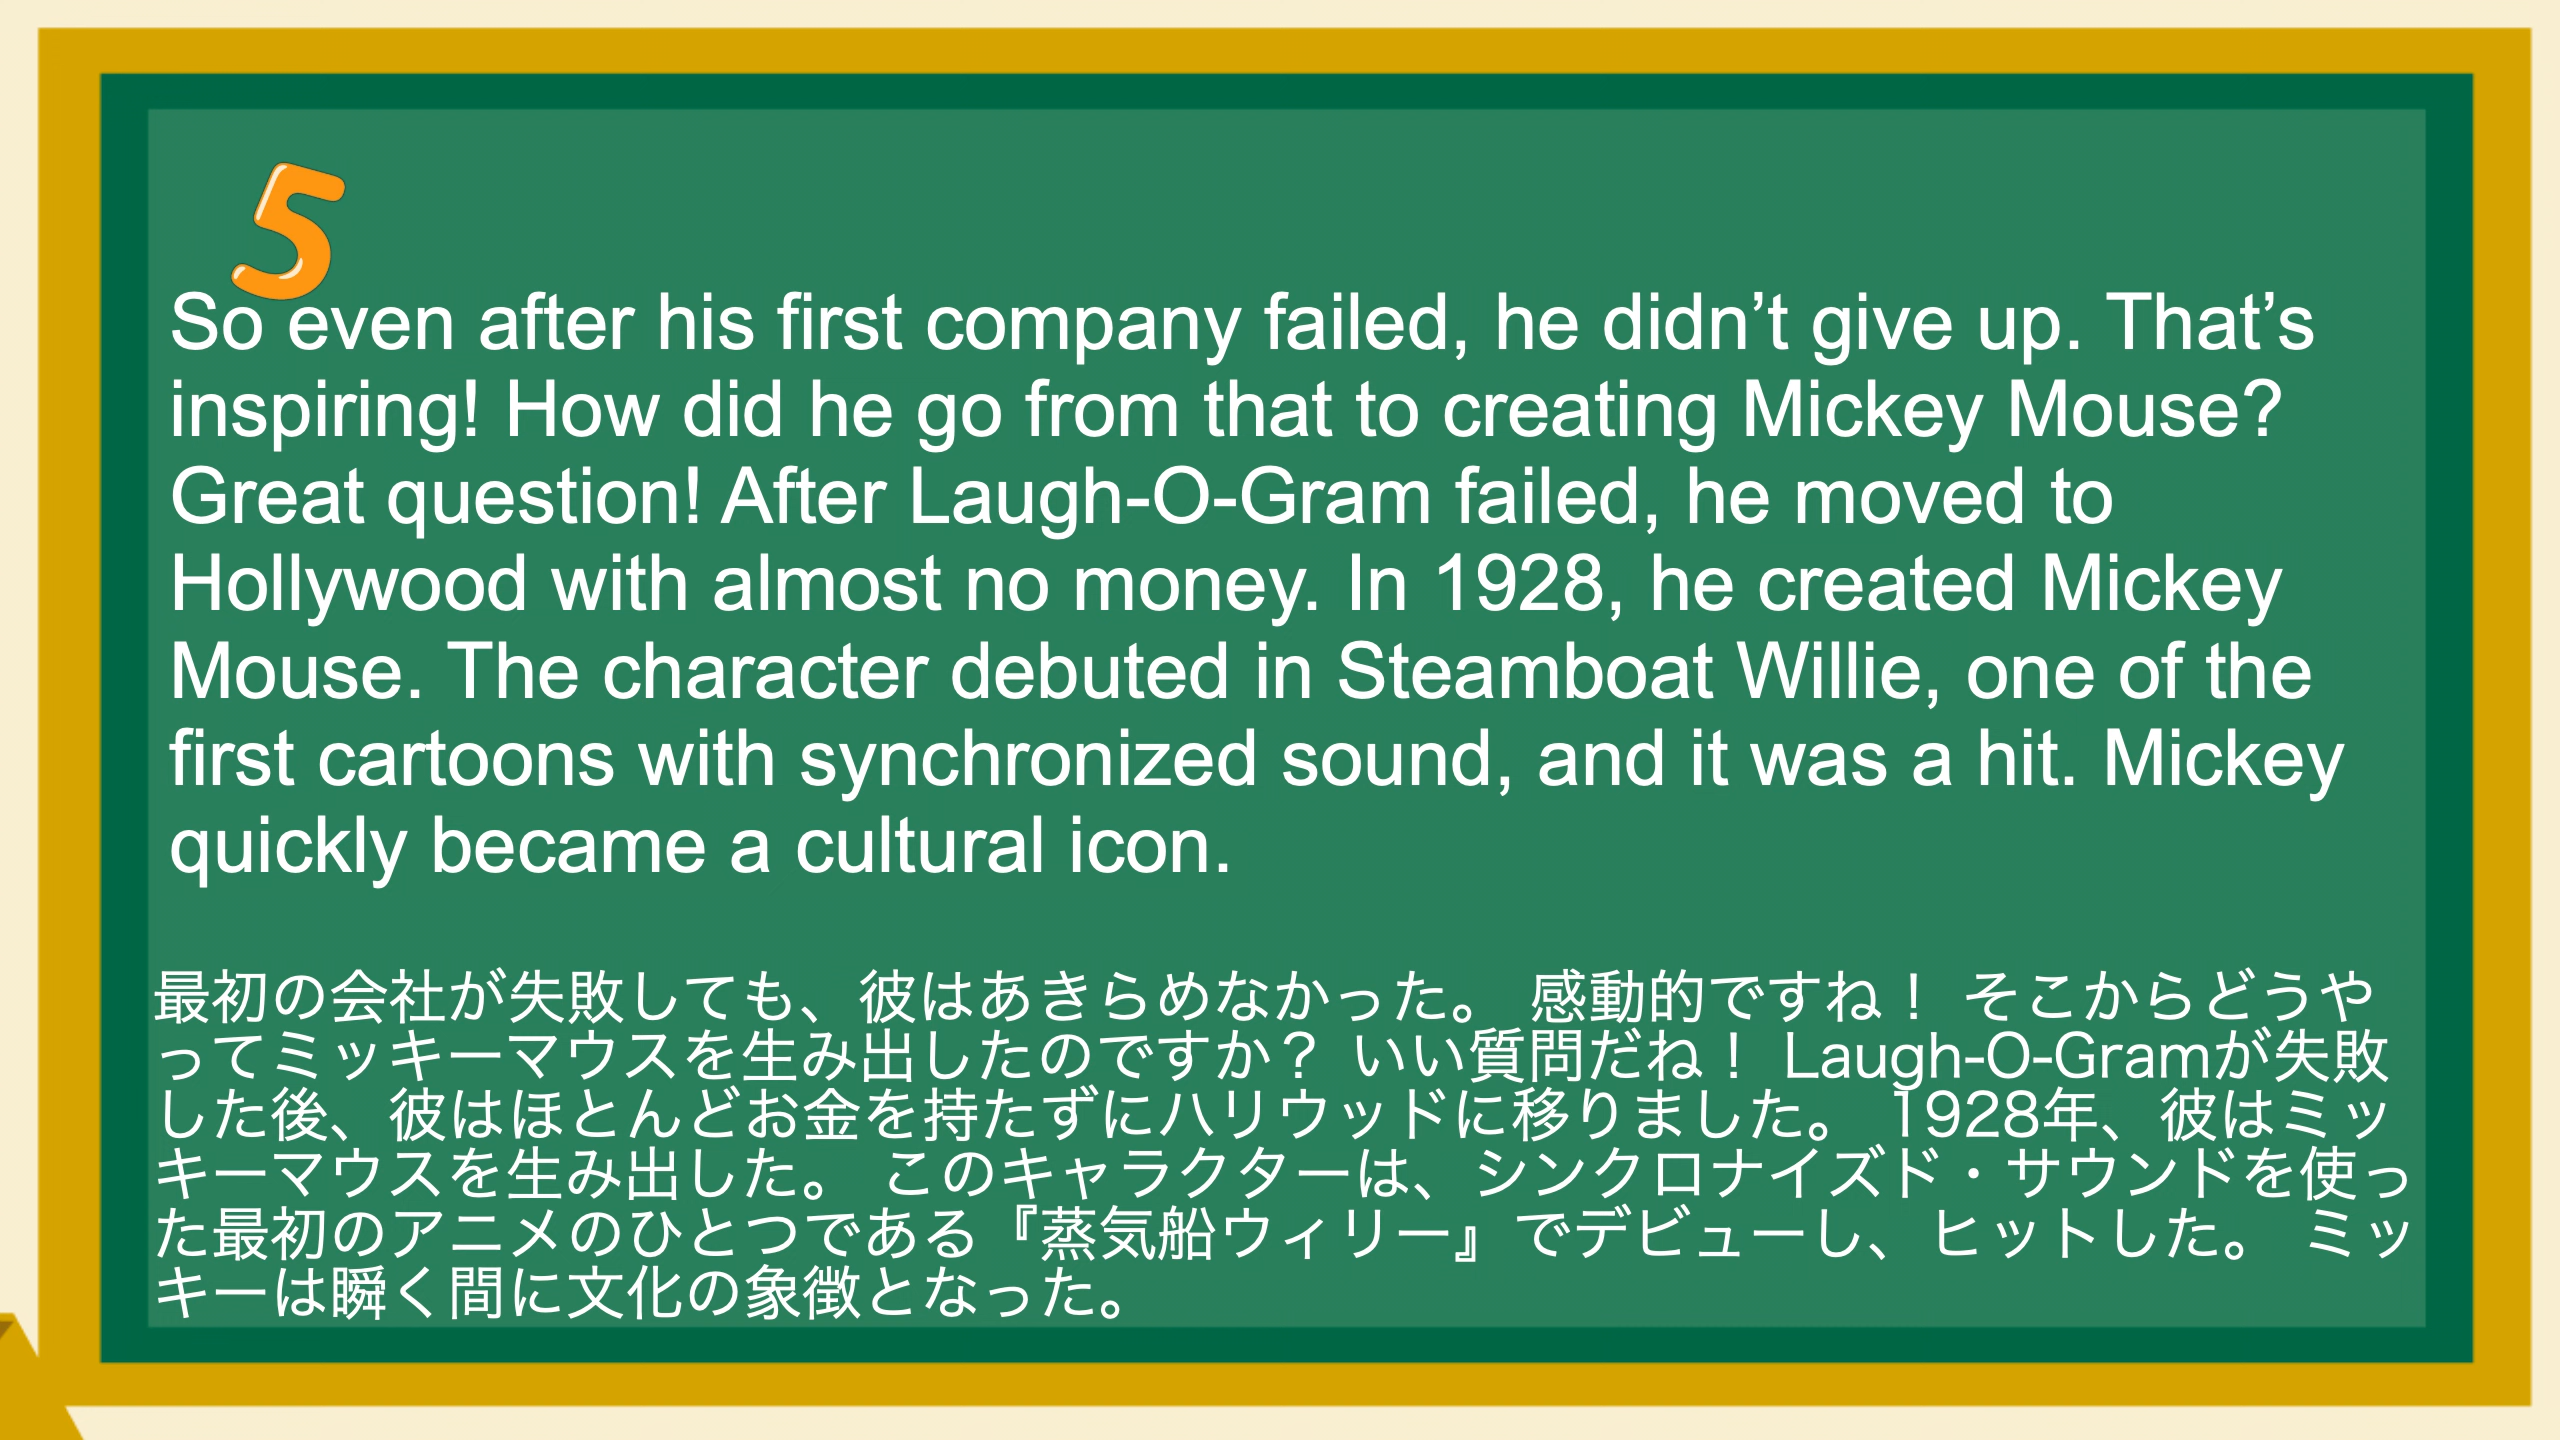 5
So even after his first company failed, he didn’t give up. That’s
inspiring! How did he go from that to creating Mickey Mouse?
Great question! After Laugh-O-Gram failed, he moved to
Hollywood with almost no money. In 1928, he created Mickey
Mouse. The character debuted in Steamboat Willie, one of the
first cartoons with synchronized sound, and it was a hit. Mickey
quickly became a cultural icon.
最初の会社が失敗しても、彼はあきらめなかった。 感動的ですね！ そこからどうや
ってミッキーマウスを生み出したのですか？ いい質問だね！ Laugh-O-Gramが失敗
した後、彼はほとんどお金を持たずにハリウッドに移りました。 1928年、彼はミッ
キーマウスを生み出した。 このキャラクターは、シンクロナイズド・サウンドを使っ
た最初のアニメのひとつである『蒸気船ウィリー』でデビューし、ヒットした。 ミッ
キーは瞬く間に文化の象徴となった。